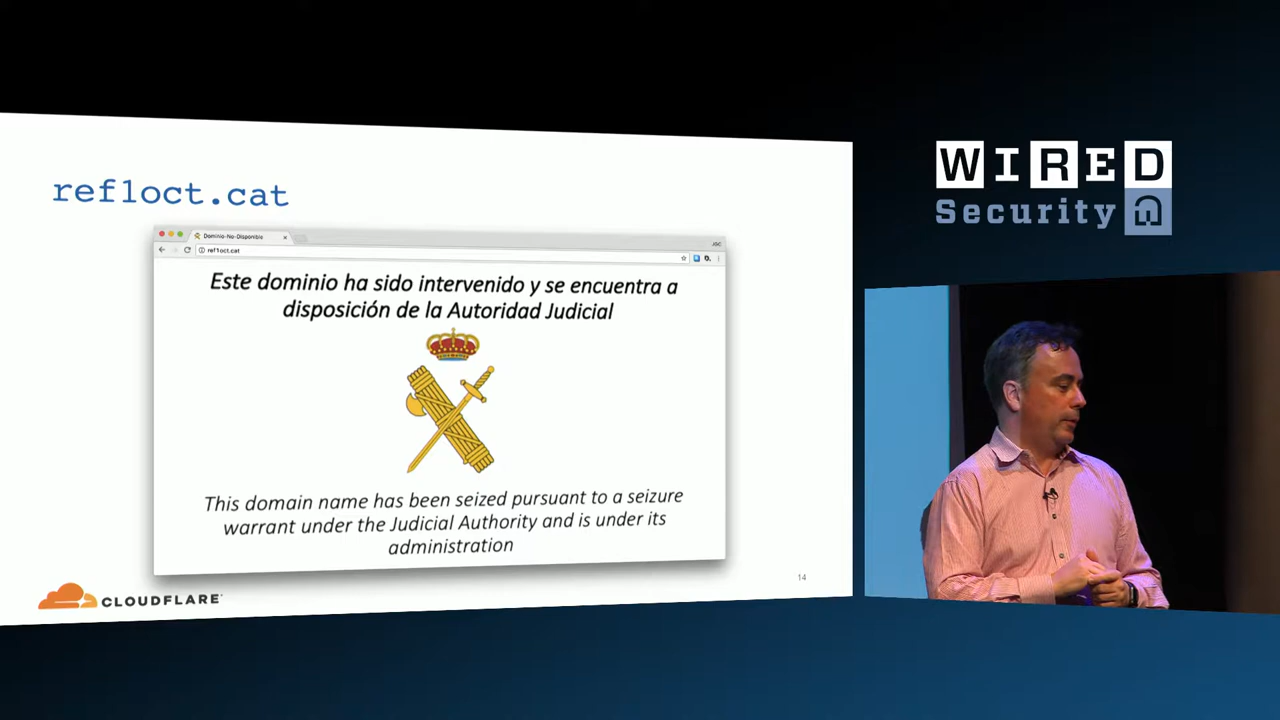 ref1oct.cat
Dominio-No-Disponible
ref1oct.cat
Este dominio ha sido intervenido y se encuentra a
disposición de la Autoridad Judicial
This domain name has been seized pursuant to a seizure
warrant under the Judicial Authority and is under its
administration
CLOUDFLARE
14
WIRED
Security